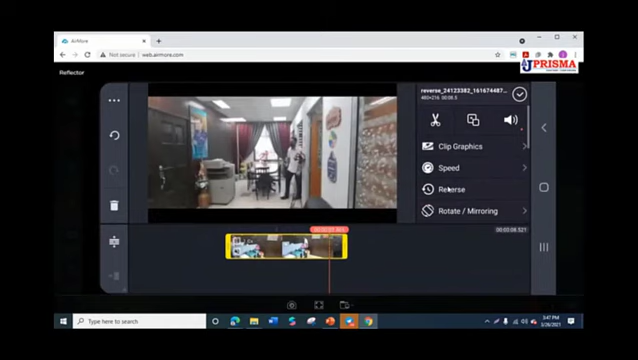 AirMore
Not secure | web.airmore.com
JPRISMA
Reflector
reverse_24123382_161674487...
480×216 00:08.5
Clip Graphics
Speed
Reverse
Rotate / Mirroring
00:00:08.521
Type here to search
3:47 PM
3/26/2021